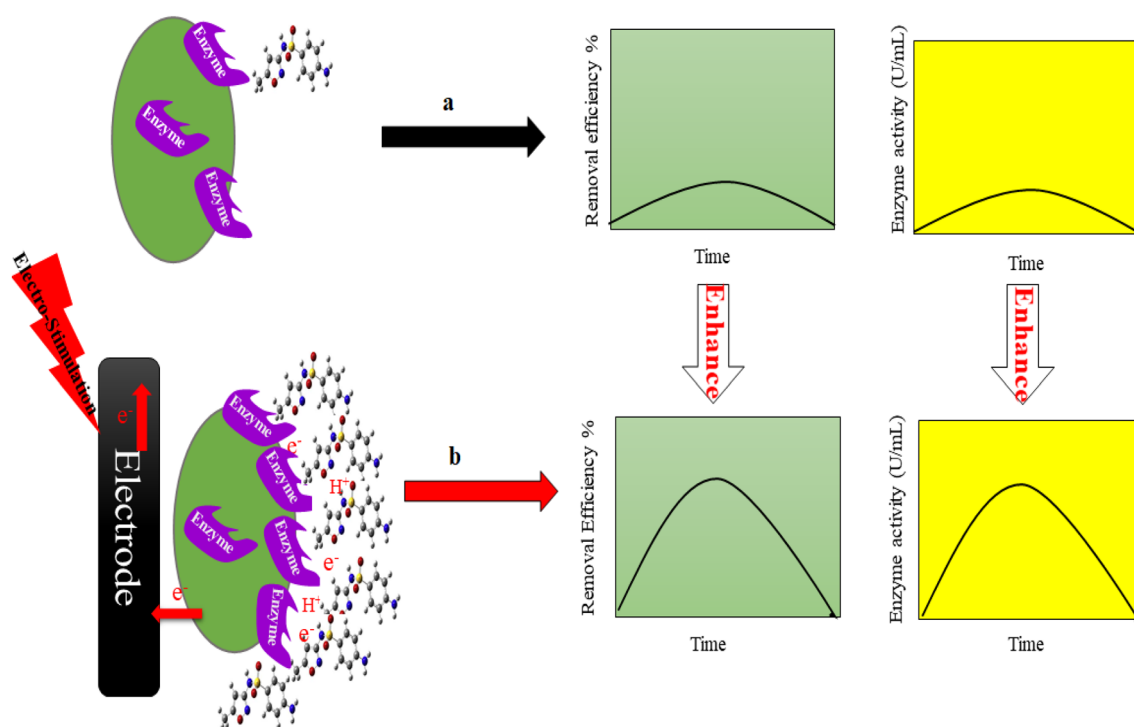 Enzyme
Enzyme
Enzyme
a
Removal efficiency %
Time
Enzyme activity (U/mL)
Time
Enhance
Enhance
Electro-Stimulation
e-
Electrode
e-
Enzyme
Enzyme
Enzyme
Enzyme
Enzyme
e-
H+
e-
H+
e-
b
Removal Efficiency %
Time
Enzyme activity (U/mL)
Time